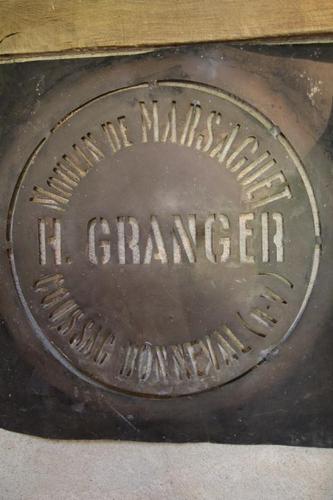 MOULIN DE MARSAGUET
H. GRANGER
COUSSAC BONNEVAL (H-V)